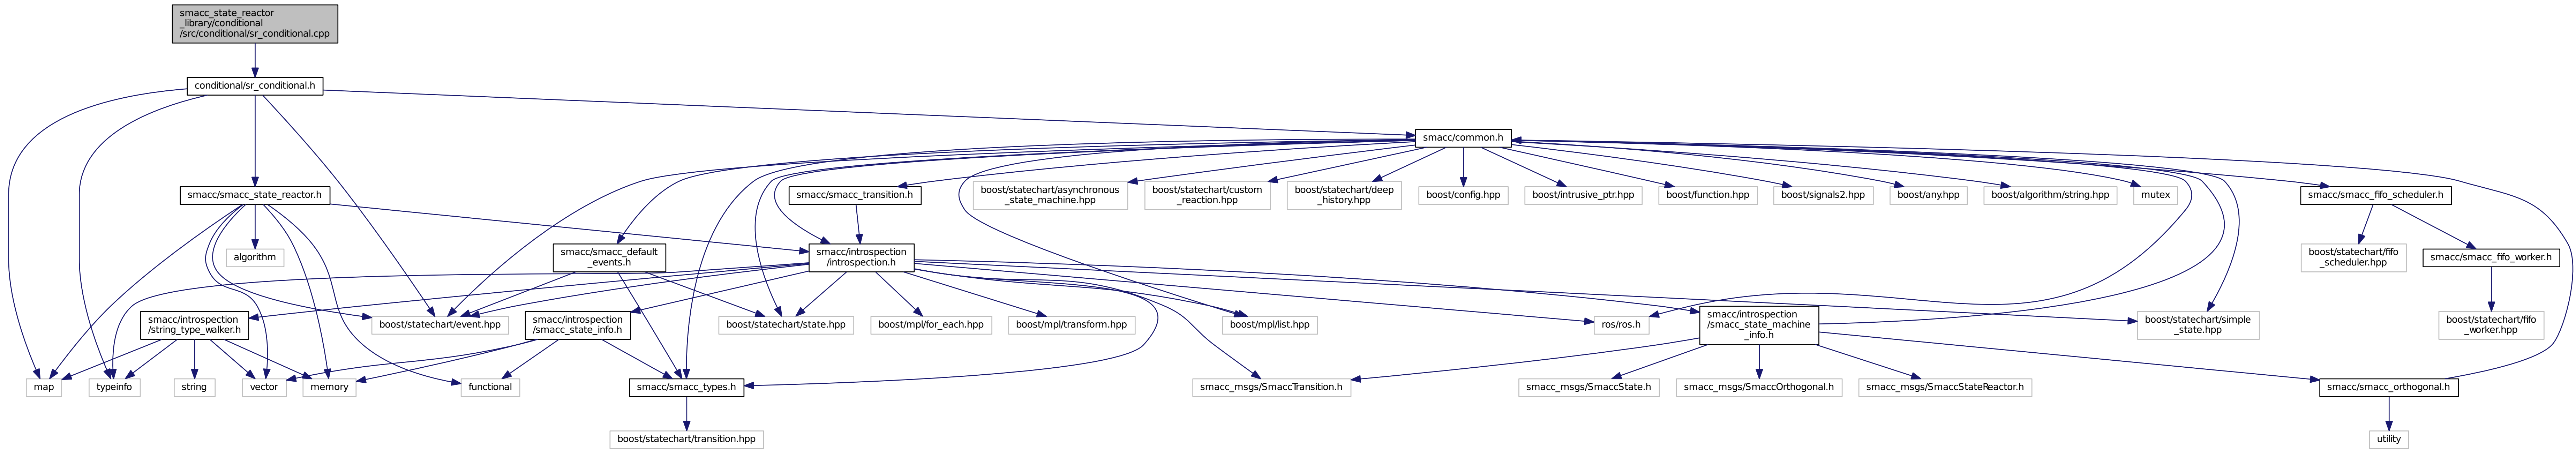 smacc_state_reactor
_library/conditional
/src/conditional/sr_conditional.cpp
conditional/sr_conditional.h
smacc/common.h
smacc/smacc_state_reactor.h
smacc/smacc_transition.h
boost/statechart/asynchronous
_state_machine.hpp
boost/statechart/custom
_reaction.hpp
boost/statechart/deep
_history.hpp
boost/config.hpp
boost/intrusive_ptr.hpp
boost/function.hpp
boost/signals2.hpp
boost/any.hpp
boost/algorithm/string.hpp
mutex
smacc/smacc_fifo_scheduler.h
algorithm
smacc/smacc_default
_events.h
smacc/introspection
/introspection.h
boost/statechart/fifo
_scheduler.hpp
smacc/smacc_fifo_worker.h
smacc/introspection
/string_type_walker.h
boost/statechart/event.hpp
smacc/introspection
/smacc_state_info.h
boost/statechart/state.hpp
boost/mpl/for_each.hpp
boost/mpl/transform.hpp
boost/mpl/list.hpp
ros/ros.h
smacc/introspection
/smacc_state_machine
_info.h
boost/statechart/simple
_state.hpp
boost/statechart/fifo
_worker.hpp
map
typeinfo
string
vector
memory
functional
smacc/smacc_types.h
smacc_msgs/SmaccTransition.h
smacc_msgs/SmaccState.h
smacc_msgs/SmaccOrthogonal.h
smacc_msgs/SmaccStateReactor.h
smacc/smacc_orthogonal.h
boost/statechart/transition.hpp
utility